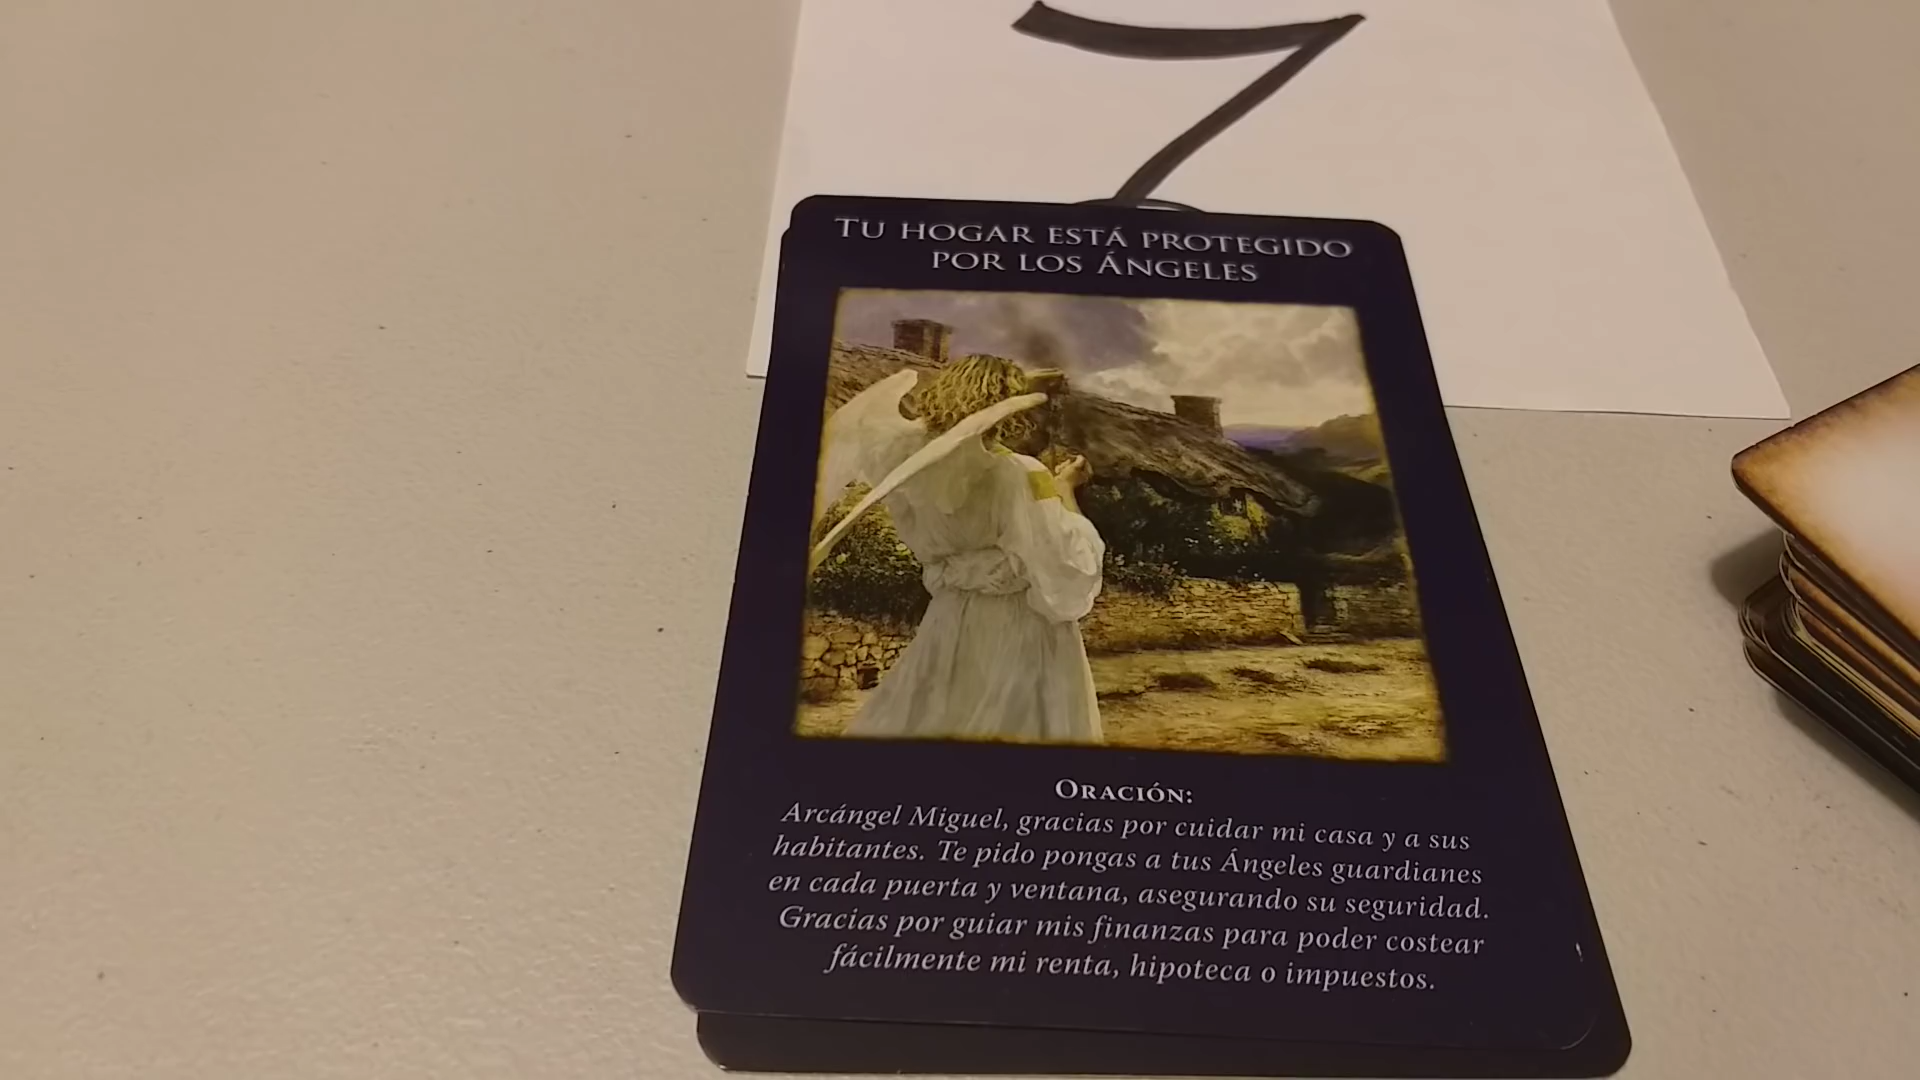 7
TU HOGAR ESTÁ PROTEGIDO
POR LOS ÁNGELES
ORACIÓN:
Arcángel Miguel, gracias por cuidar mi casa y a sus
habitantes. Te pido pongas a tus Ángeles guardianes
en cada puerta y ventana, asegurando su seguridad.
Gracias por guiar mis finanzas para poder costear
fácilmente mi renta, hipoteca o impuestos.